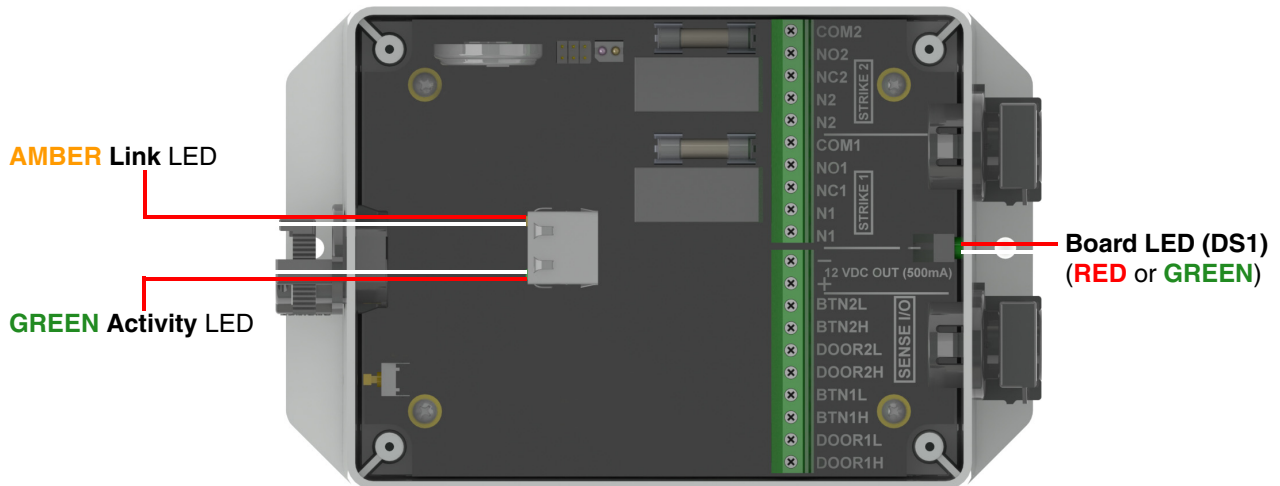 AMBER Link LED
GREEN Activity LED
COM2
NO2
NC2
N2
N2
STRIKE 2
COM1
NO1
NC1
N1
N1
STRIKE 1
−
12 VDC OUT (500mA)
+
BTN2L
BTN2H
DOOR2L
DOOR2H
BTN1L
BTN1H
DOOR1L
DOOR1H
SENSE I/O
Board LED (DS1)
(RED or GREEN)